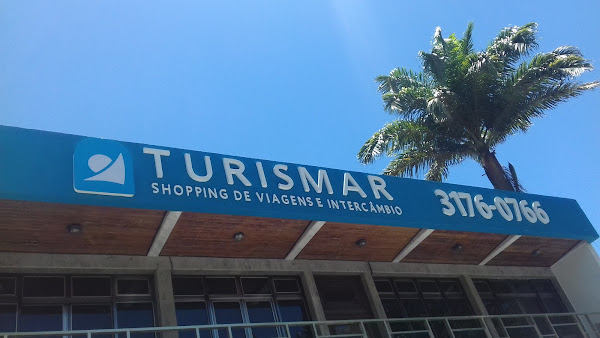 TURISMAR
SHOPPING DE VIAGENS E INTERCÂMBIO
3176-0766